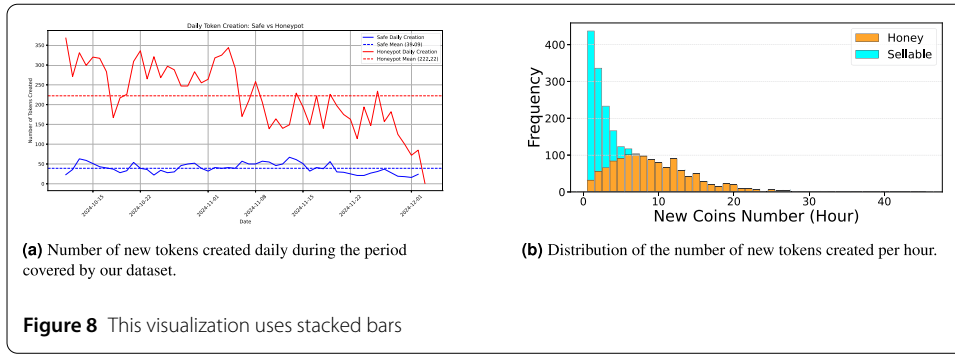 Daily Token Creation: Safe vs Honeypot
Safe Daily Creation
Safe Mean (39.09)
Honeypot Daily Creation
Honeypot Mean (222.22)
Number of Tokens Created
350
300
250
200
150
100
50
0
2024-10-15
2024-10-22
2024-11-01
2024-11-08
2024-11-15
2024-11-22
2024-12-01
Date
(a) Number of new tokens created daily during the period
covered by our dataset.
Honey
Sellable
Frequency
400
300
200
100
0
0
10
20
30
40
New Coins Number (Hour)
(b) Distribution of the number of new tokens created per hour.
Figure 8 This visualization uses stacked bars